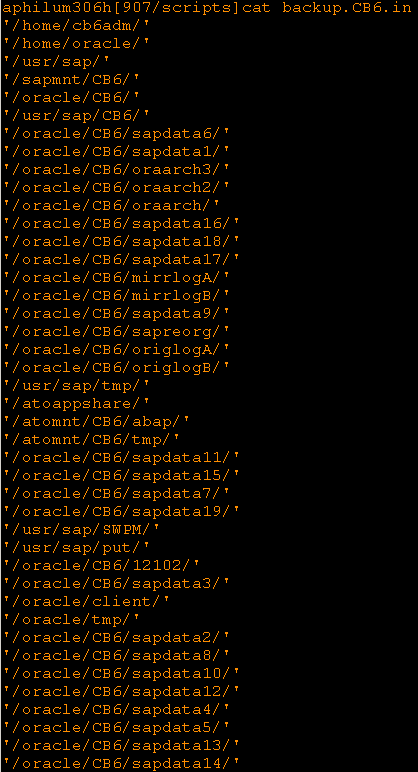 aphilum306h[907/scripts]cat backup.CB6.in
'/home/cb6adm/'
'/home/oracle/'
'/usr/sap/'
'/sapmnt/CB6/'
'/oracle/CB6/'
'/usr/sap/CB6/'
'/oracle/CB6/sapdata6/'
'/oracle/CB6/sapdata1/'
'/oracle/CB6/oraarch3/'
'/oracle/CB6/oraarch2/'
'/oracle/CB6/oraarch/'
'/oracle/CB6/sapdata16/'
'/oracle/CB6/sapdata18/'
'/oracle/CB6/sapdata17/'
'/oracle/CB6/mirrlogA/'
'/oracle/CB6/mirrlogB/'
'/oracle/CB6/sapdata9/'
'/oracle/CB6/sapreorg/'
'/oracle/CB6/origlogA/'
'/oracle/CB6/origlogB/'
'/usr/sap/tmp/'
'/atoappshare/'
'/atomnt/CB6/abap/'
'/atomnt/CB6/tmp/'
'/oracle/CB6/sapdata11/'
'/oracle/CB6/sapdata15/'
'/oracle/CB6/sapdata7/'
'/oracle/CB6/sapdata19/'
'/usr/sap/SWPM/'
'/usr/sap/put/'
'/oracle/CB6/12102/'
'/oracle/CB6/sapdata3/'
'/oracle/client/'
'/oracle/tmp/'
'/oracle/CB6/sapdata2/'
'/oracle/CB6/sapdata8/'
'/oracle/CB6/sapdata10/'
'/oracle/CB6/sapdata12/'
'/oracle/CB6/sapdata4/'
'/oracle/CB6/sapdata5/'
'/oracle/CB6/sapdata13/'
'/oracle/CB6/sapdata14/'